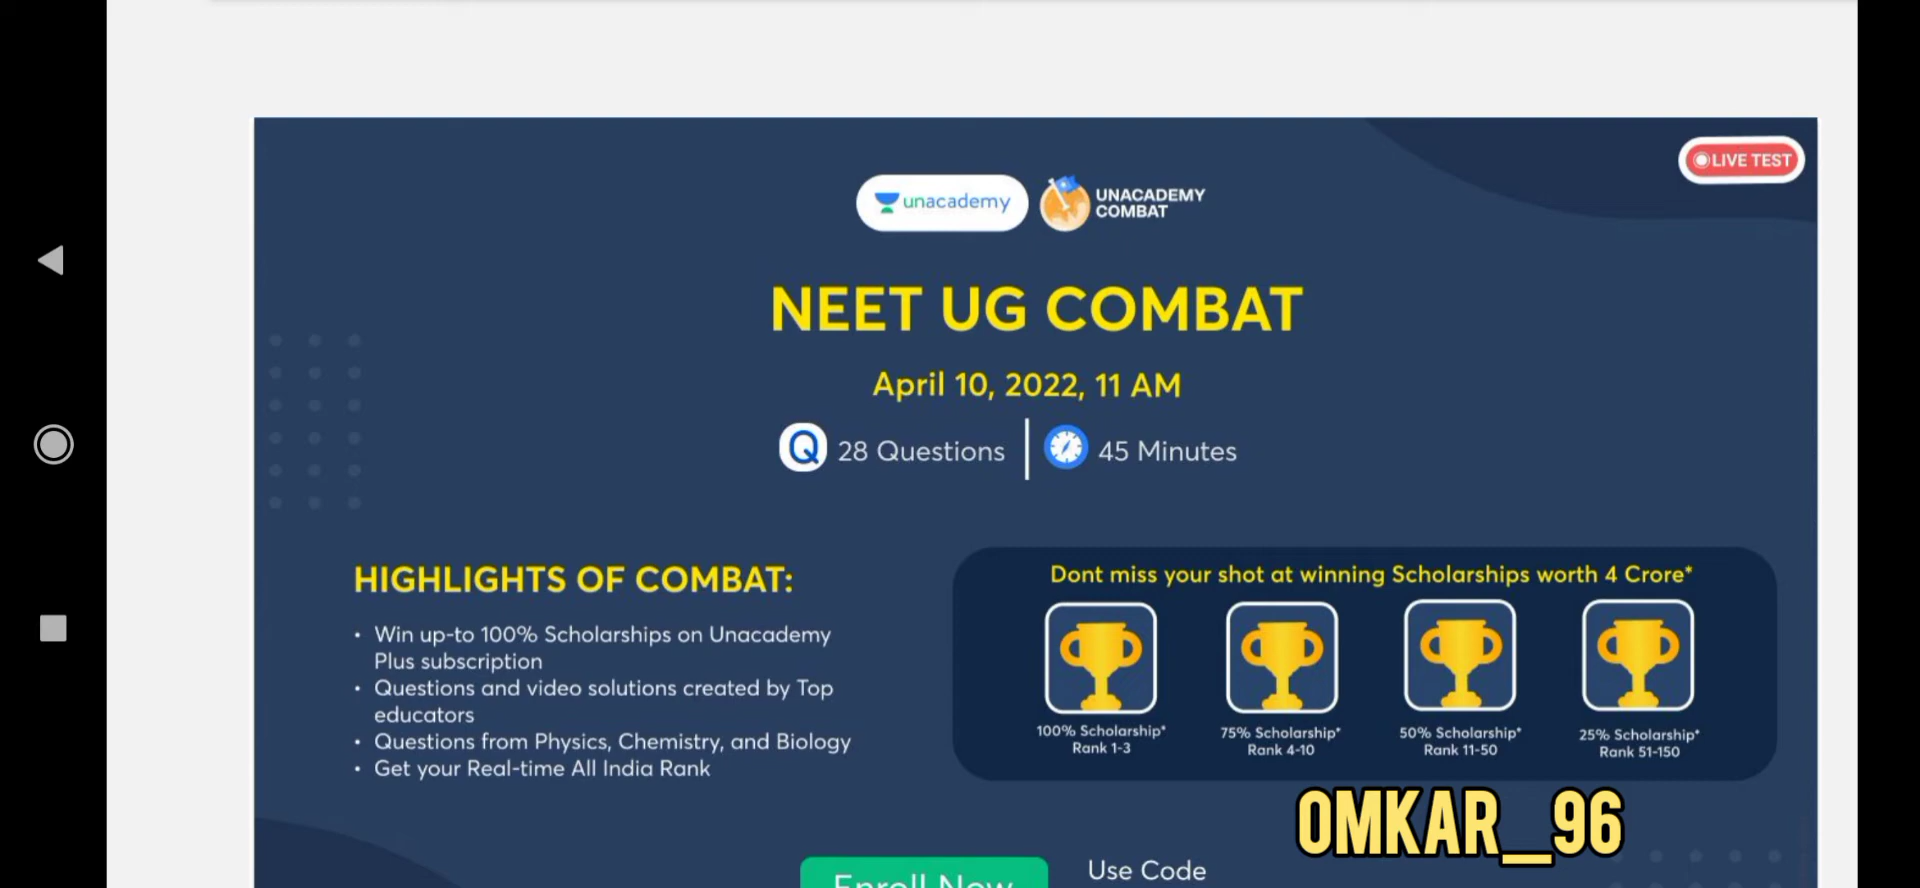 LIVE TEST
unacademy
UNACADEMY
COMBAT
NEET UG COMBAT
April 10, 2022, 11 AM
Q 28 Questions
45 Minutes
HIGHLIGHTS OF COMBAT:
• Win up-to 100% Scholarships on Unacademy
Plus subscription
• Questions and video solutions created by Top
educators
• Questions from Physics, Chemistry, and Biology
• Get your Real-time All India Rank
Dont miss your shot at winning Scholarships worth 4 Crore*
100% Scholarship*
Rank 1-3
75% Scholarship*
Rank 4-10
50% Scholarship*
Rank 11-50
25% Scholarship*
Rank 51-150
Enroll Now
Use Code
OMKAR_96